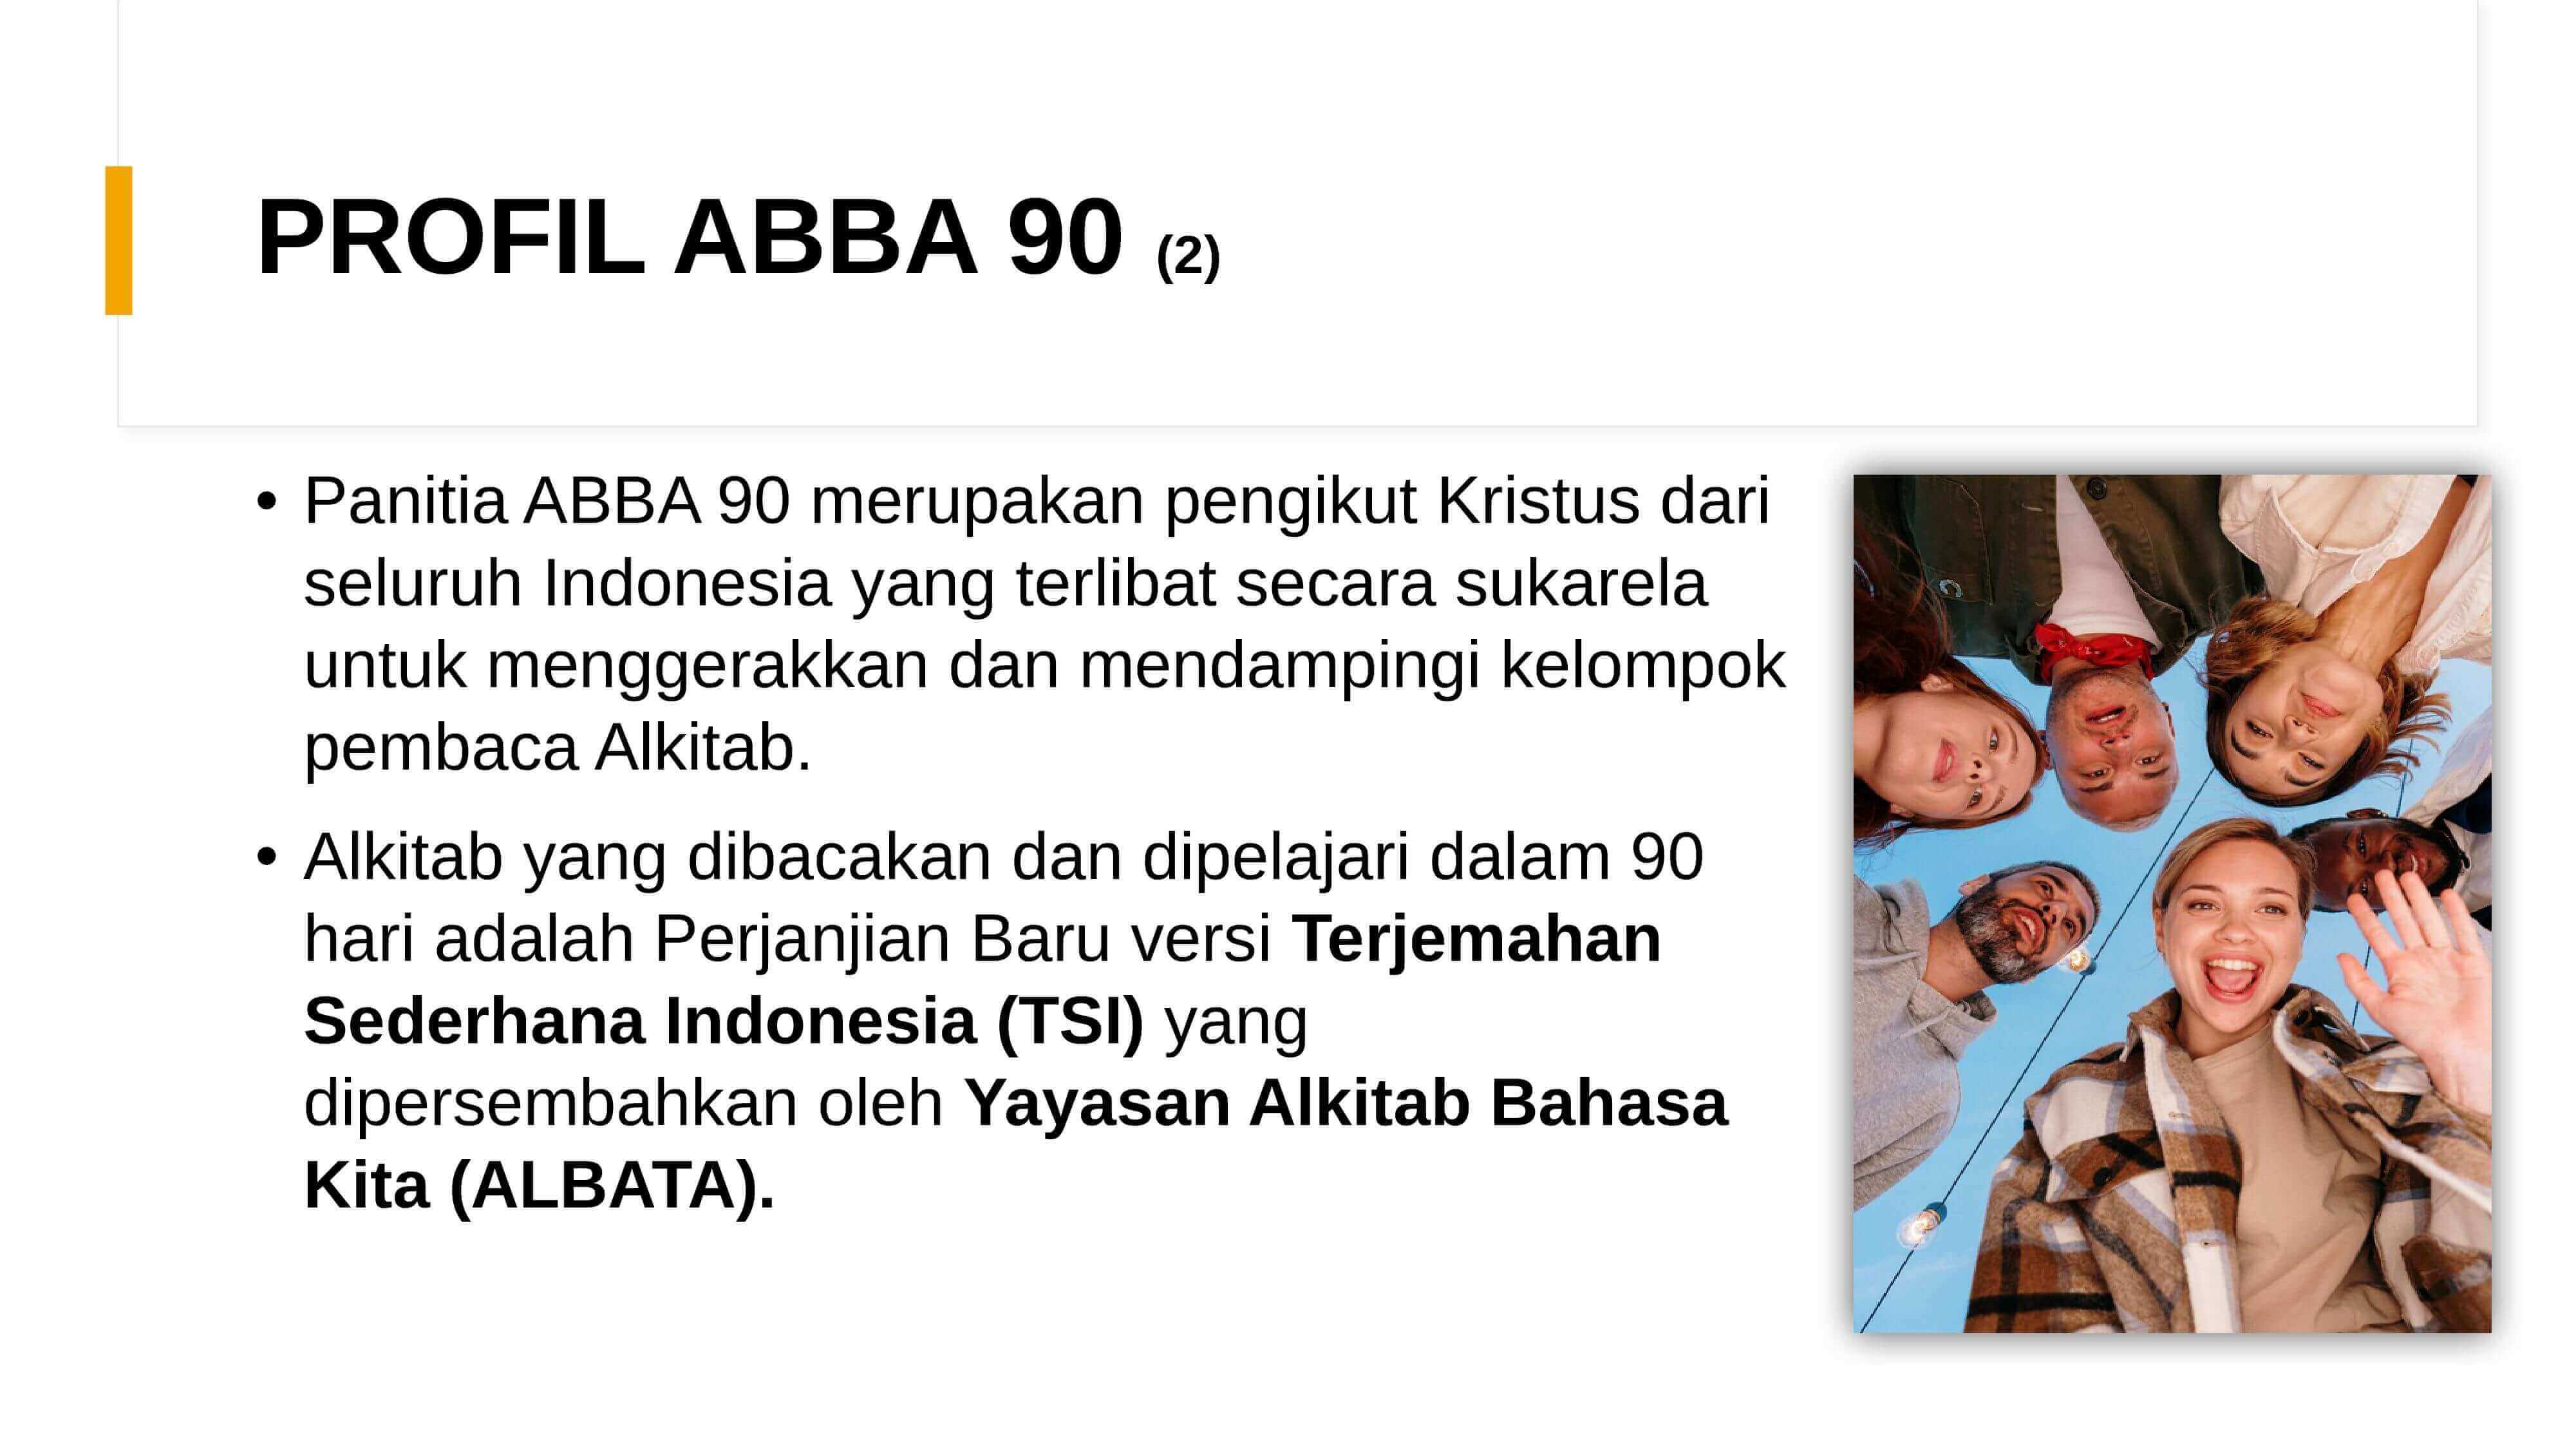 PROFIL ABBA 90 (2)
• Panitia ABBA 90 merupakan pengikut Kristus dari
seluruh Indonesia yang terlibat secara sukarela
untuk menggerakkan dan mendampingi kelompok
pembaca Alkitab.
• Alkitab yang dibacakan dan dipelajari dalam 90
hari adalah Perjanjian Baru versi Terjemahan
Sederhana Indonesia (TSI) yang
dipersembahkan oleh Yayasan Alkitab Bahasa
Kita (ALBATA).